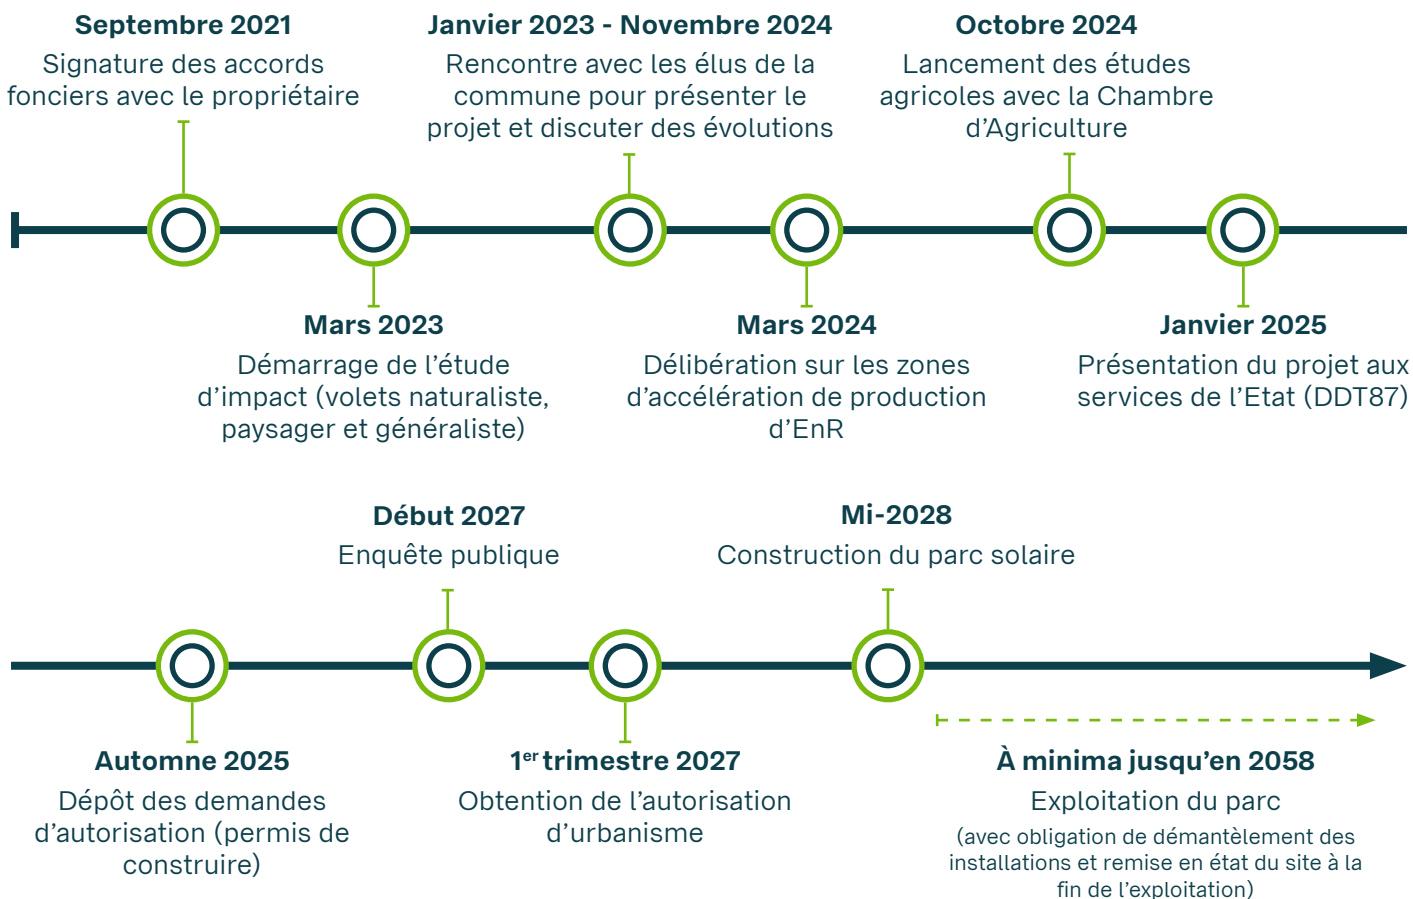 Septembre 2021
Signature des accords
fonciers avec le propriétaire
Janvier 2023 - Novembre 2024
Rencontre avec les élus de la
commune pour présenter le
projet et discuter des évolutions
Octobre 2024
Lancement des études
agricoles avec la Chambre
d’Agriculture
Mars 2023
Démarrage de l’étude
d’impact (volets naturaliste,
paysager et généraliste)
Mars 2024
Délibération sur les zones
d’accélération de production
d’EnR
Janvier 2025
Présentation du projet aux
services de l’Etat (DDT87)
Début 2027
Enquête publique
Mi-2028
Construction du parc solaire
Automne 2025
Dépôt des demandes
d’autorisation (permis de
construire)
1er trimestre 2027
Obtention de l’autorisation
d’urbanisme
À minima jusqu’en 2058
Exploitation du parc
(avec obligation de démantèlement des
installations et remise en état du site à la
fin de l’exploitation)